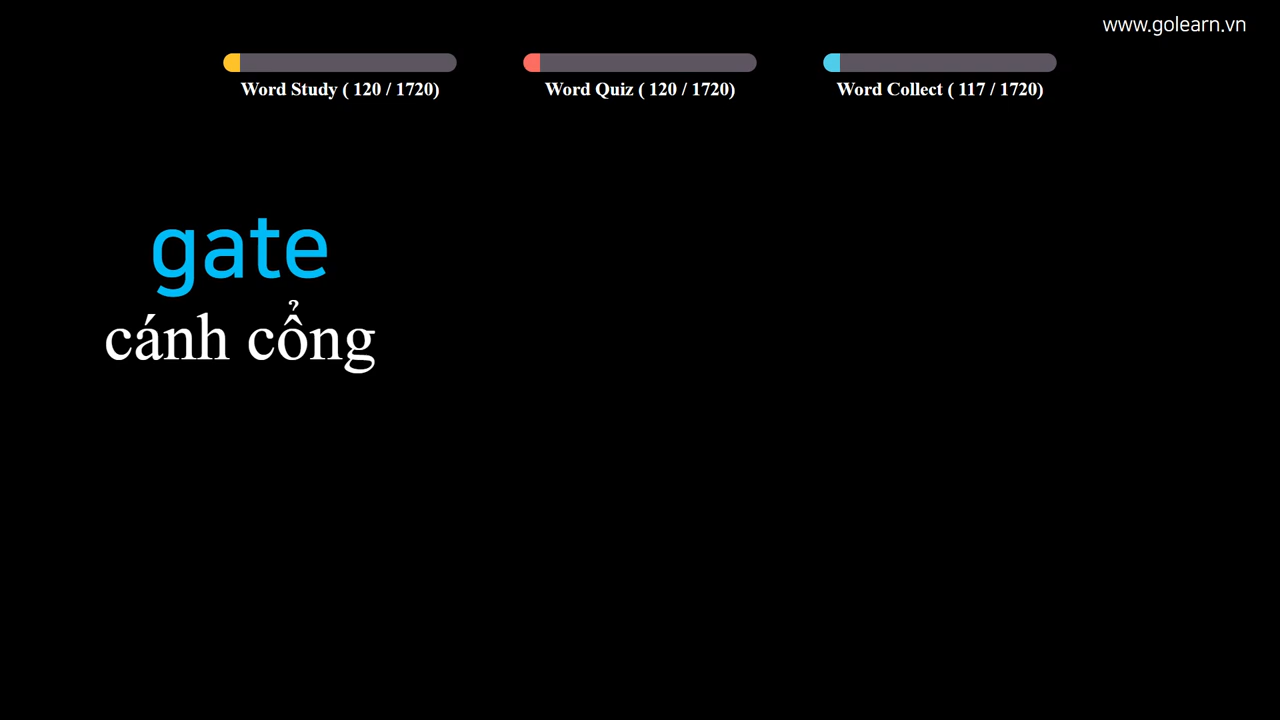 www.golearn.vn
Word Study ( 120 / 1720)
Word Quiz ( 120 / 1720)
Word Collect ( 117 / 1720)
gate
cánh cổng